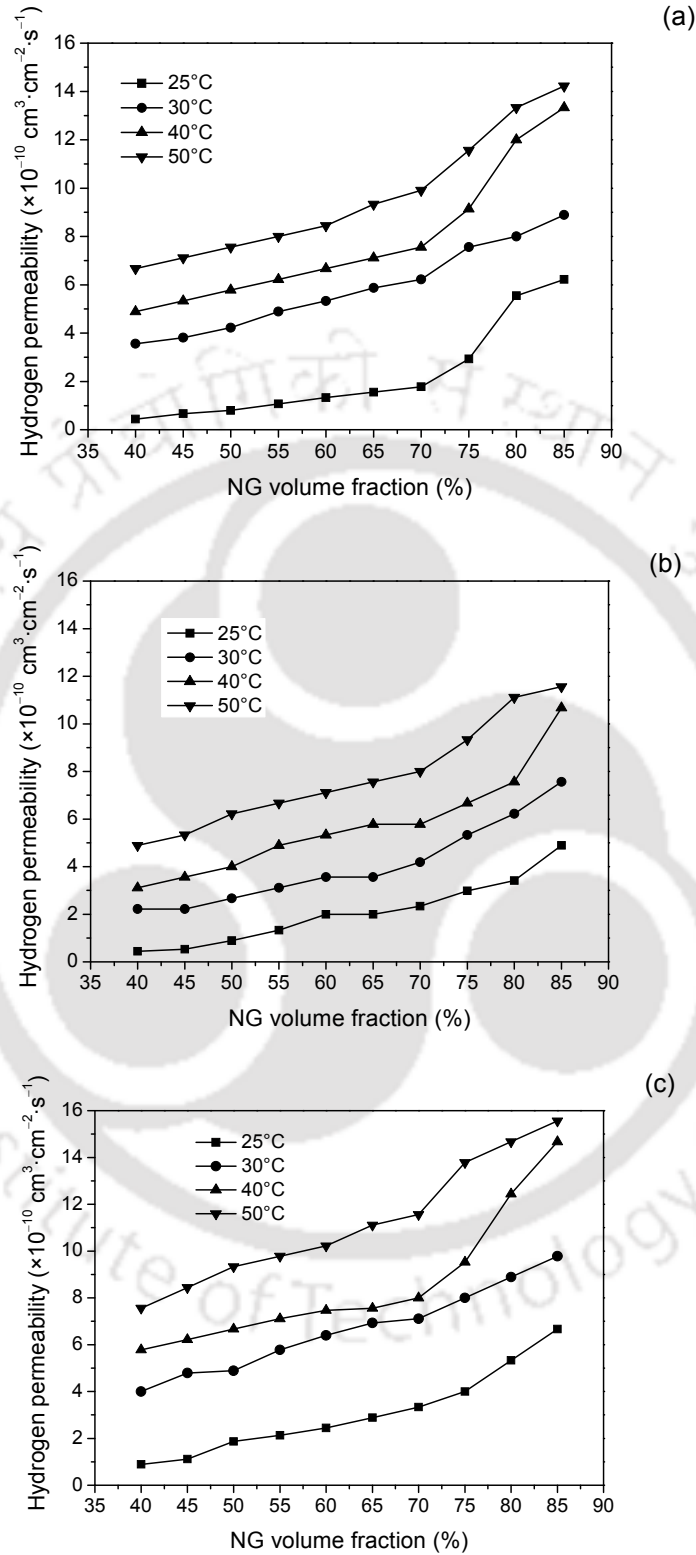 (a)
16
14
12
10
8
6
4
2
0
25°C
30°C
40°C
50°C
Hydrogen permeability (×10⁻¹⁰ cm³·cm⁻²·s⁻¹)
35 40 45 50 55 60 65 70 75 80 85 90
NG volume fraction (%)
(b)
16
14
12
10
8
6
4
2
0
25°C
30°C
40°C
50°C
Hydrogen permeability (×10⁻¹⁰ cm³·cm⁻²·s⁻¹)
35 40 45 50 55 60 65 70 75 80 85 90
NG volume fraction (%)
(c)
16
14
12
10
8
6
4
2
0
25°C
30°C
40°C
50°C
Hydrogen permeability (×10⁻¹⁰ cm³·cm⁻²·s⁻¹)
35 40 45 50 55 60 65 70 75 80 85 90
NG volume fraction (%)
stitute of Technology